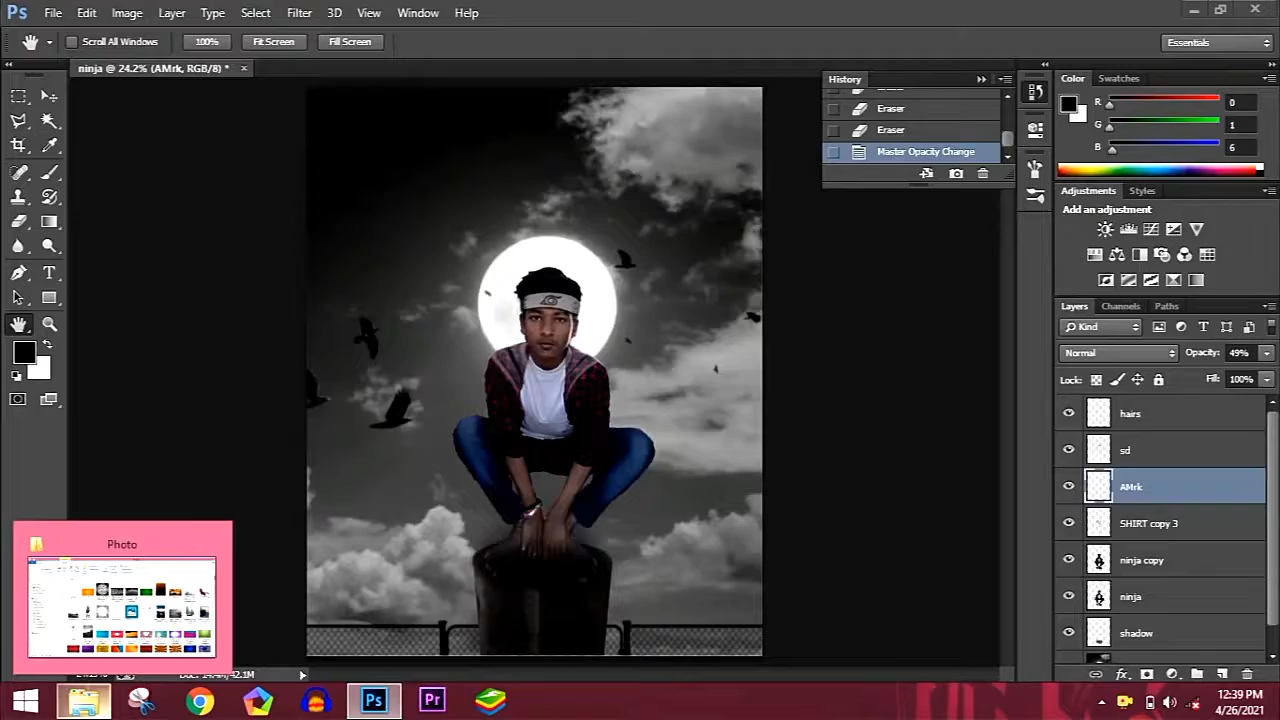 Ps File Edit Image Layer Type Select Filter 3D View Window Help
Scroll All Windows 100% Fit Screen Fill Screen Essentials
ninja @ 24.2% (AMrk, RGB/8) *
History
Eraser
Eraser
Master Opacity Change
Color Swatches
R 0
G 1
B 6
Adjustments Styles
Add an adjustment
Layers Channels Paths
Kind
Normal Opacity: 49%
Lock: Fill: 100%
hairs
sd
AMrk
SHIRT copy 3
ninja copy
ninja
shadow
Photo
Ps Pr
12:39 PM
4/26/2021